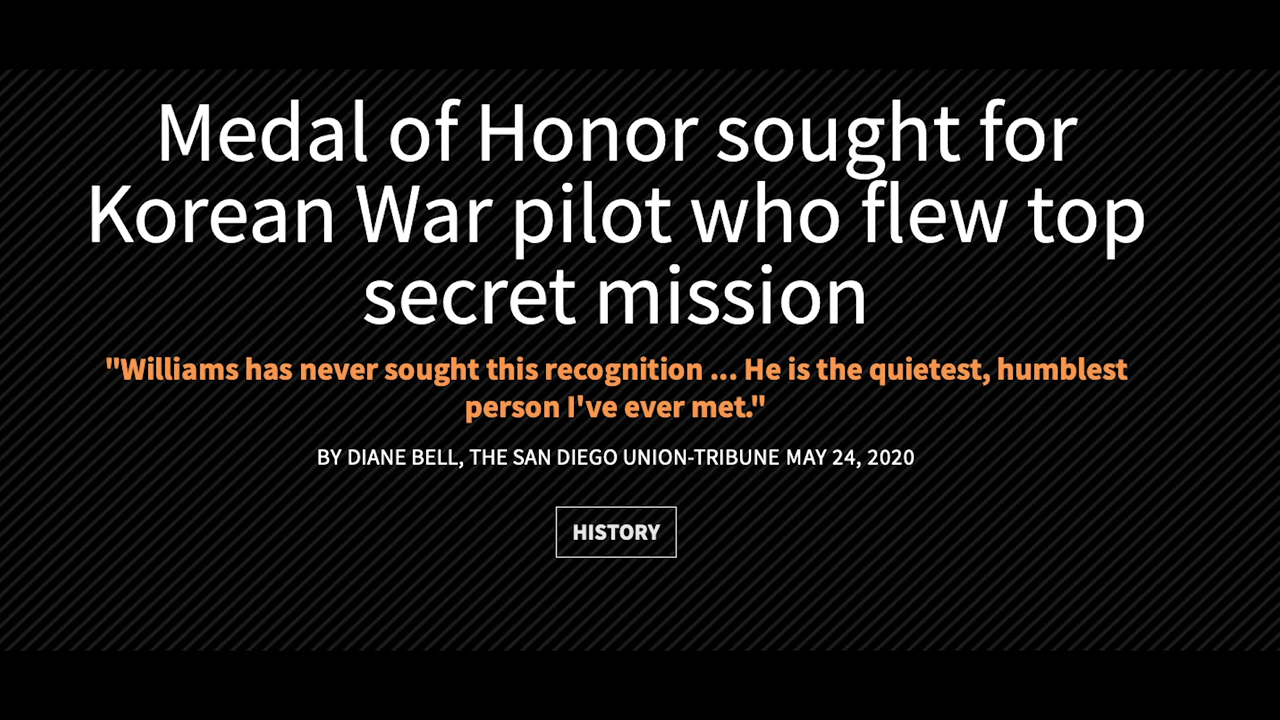 Medal of Honor sought for
Korean War pilot who flew top
secret mission
"Williams has never sought this recognition ... He is the quietest, humblest
person I've ever met."
BY DIANE BELL, THE SAN DIEGO UNION-TRIBUNE MAY 24, 2020
HISTORY